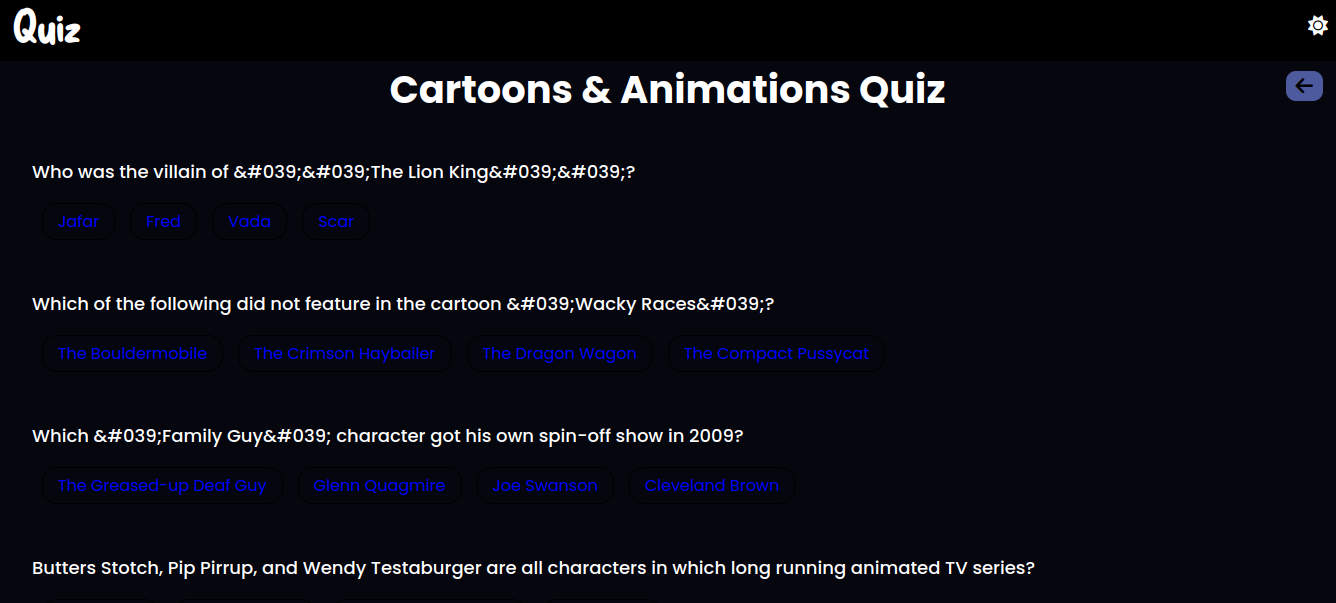 Quiz
Cartoons & Animations Quiz
Who was the villain of &#039;&#039;The Lion King&#039;&#039;?
Jafar Fred Vada Scar
Which of the following did not feature in the cartoon &#039;Wacky Races&#039;?
The Bouldermobile The Crimson Haybailer The Dragon Wagon The Compact Pussycat
Which &#039;Family Guy&#039; character got his own spin-off show in 2009?
The Greased-up Deaf Guy Glenn Quagmire Joe Swanson Cleveland Brown
Butters Stotch, Pip Pirrup, and Wendy Testaburger are all characters in which long running animated TV series?